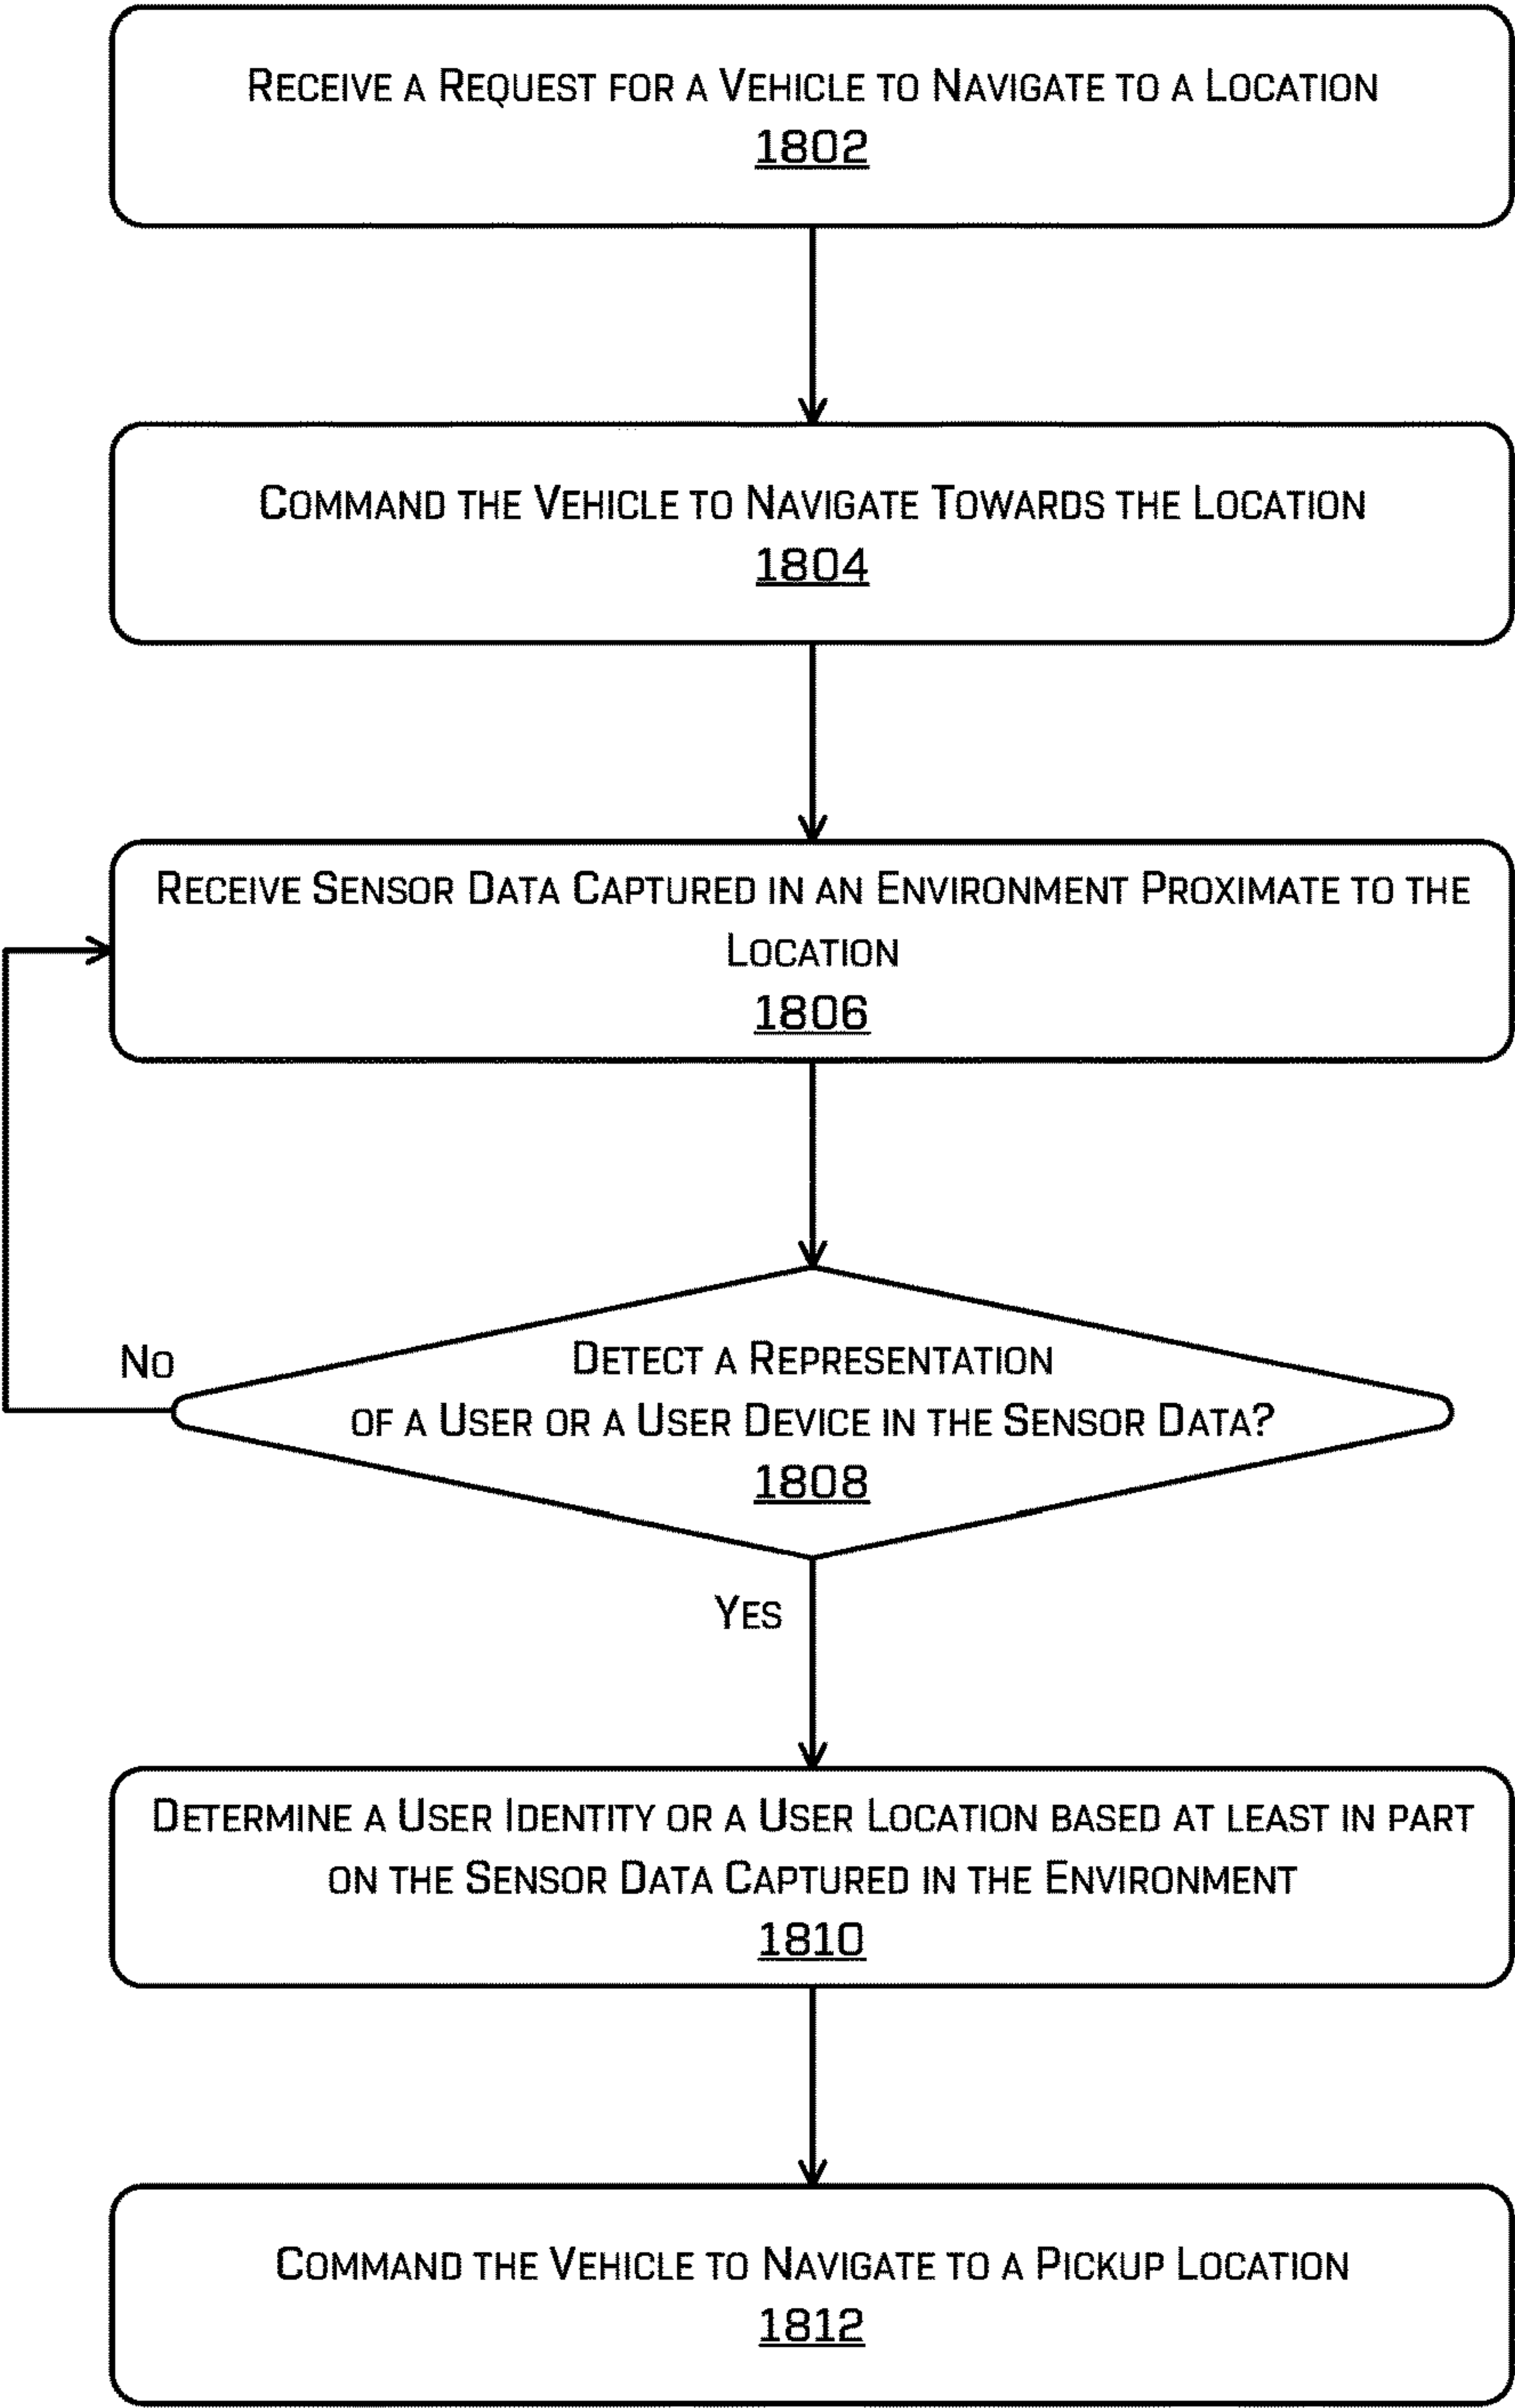 Receive a Request for a Vehicle to Navigate to a Location
1802
Command the Vehicle to Navigate Towards the Location
1804
Receive Sensor Data Captured in an Environment Proximate to the
Location
1806
No
Detect a Representation
of a User or a User Device in the Sensor Data?
1808
Yes
Determine a User Identity or a User Location based at least in part
on the Sensor Data Captured in the Environment
1810
Command the Vehicle to Navigate to a Pickup Location
1812